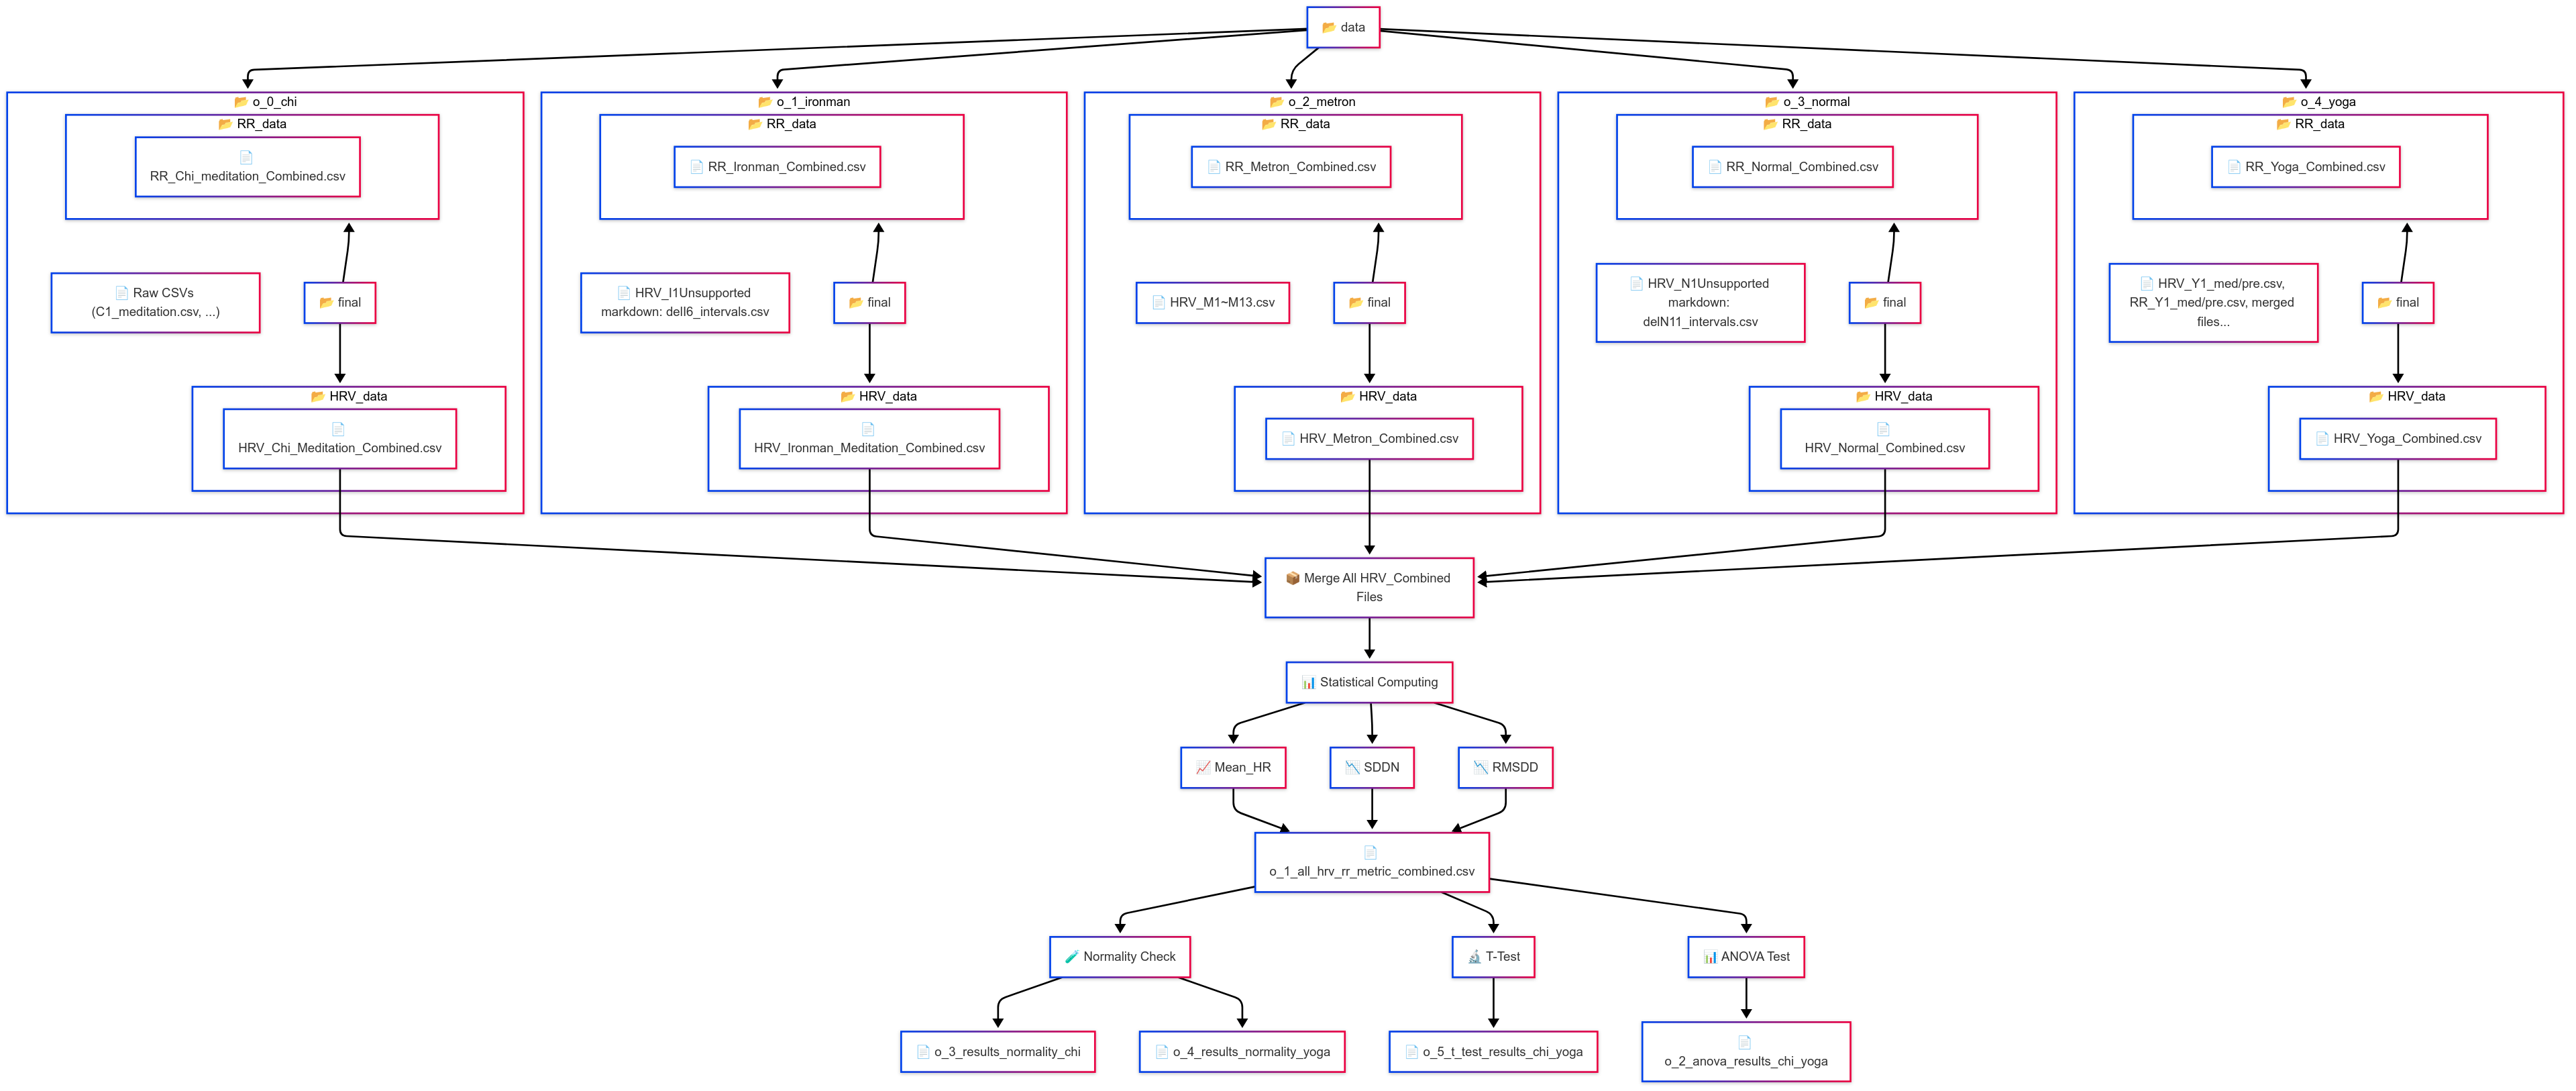 📂 data
📂 o_0_chi
📂 RR_data
📄
RR_Chi_meditation_Combined.csv
📄 Raw CSVs
(C1_meditation.csv, ...)
📂 final
📂 HRV_data
📄
HRV_Chi_Meditation_Combined.csv
📂 o_1_ironman
📂 RR_data
📄 RR_Ironman_Combined.csv
📄 HRV_I1Unsupported
markdown: delI6_intervals.csv
📂 final
📂 HRV_data
📄
HRV_Ironman_Meditation_Combined.csv
📂 o_2_metron
📂 RR_data
📄 RR_Metron_Combined.csv
📄 HRV_M1~M13.csv
📂 final
📂 HRV_data
📄 HRV_Metron_Combined.csv
📂 o_3_normal
📂 RR_data
📄 RR_Normal_Combined.csv
📄 HRV_N1Unsupported
markdown:
delN11_intervals.csv
📂 final
📂 HRV_data
📄
HRV_Normal_Combined.csv
📂 o_4_yoga
📂 RR_data
📄 RR_Yoga_Combined.csv
📄 HRV_Y1_med/pre.csv,
RR_Y1_med/pre.csv, merged
files...
📂 final
📂 HRV_data
📄 HRV_Yoga_Combined.csv
📦 Merge All HRV_Combined
Files
📊 Statistical Computing
📈 Mean_HR
📉 SDDN
📉 RMSDD
📄
o_1_all_hrv_rr_metric_combined.csv
🧪 Normality Check
🔬 T-Test
📊 ANOVA Test
📄 o_3_results_normality_chi
📄 o_4_results_normality_yoga
📄 o_5_t_test_results_chi_yoga
📄
o_2_anova_results_chi_yoga